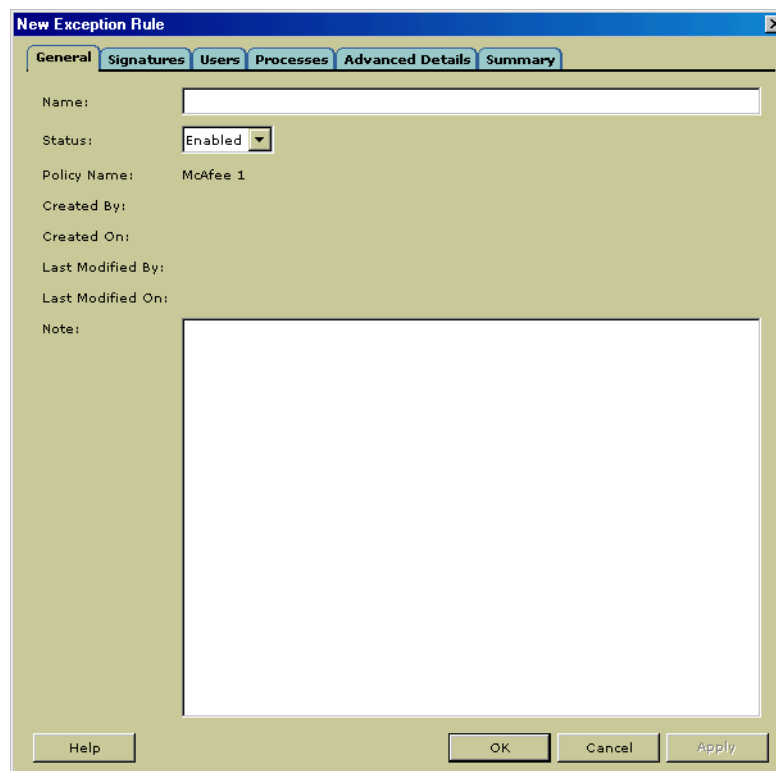 New Exception Rule
General Signatures Users Processes Advanced Details Summary
Name:
Status: Enabled
Policy Name: McAfee 1
Created By:
Created On:
Last Modified By:
Last Modified On:
Note:
Help OK Cancel Apply